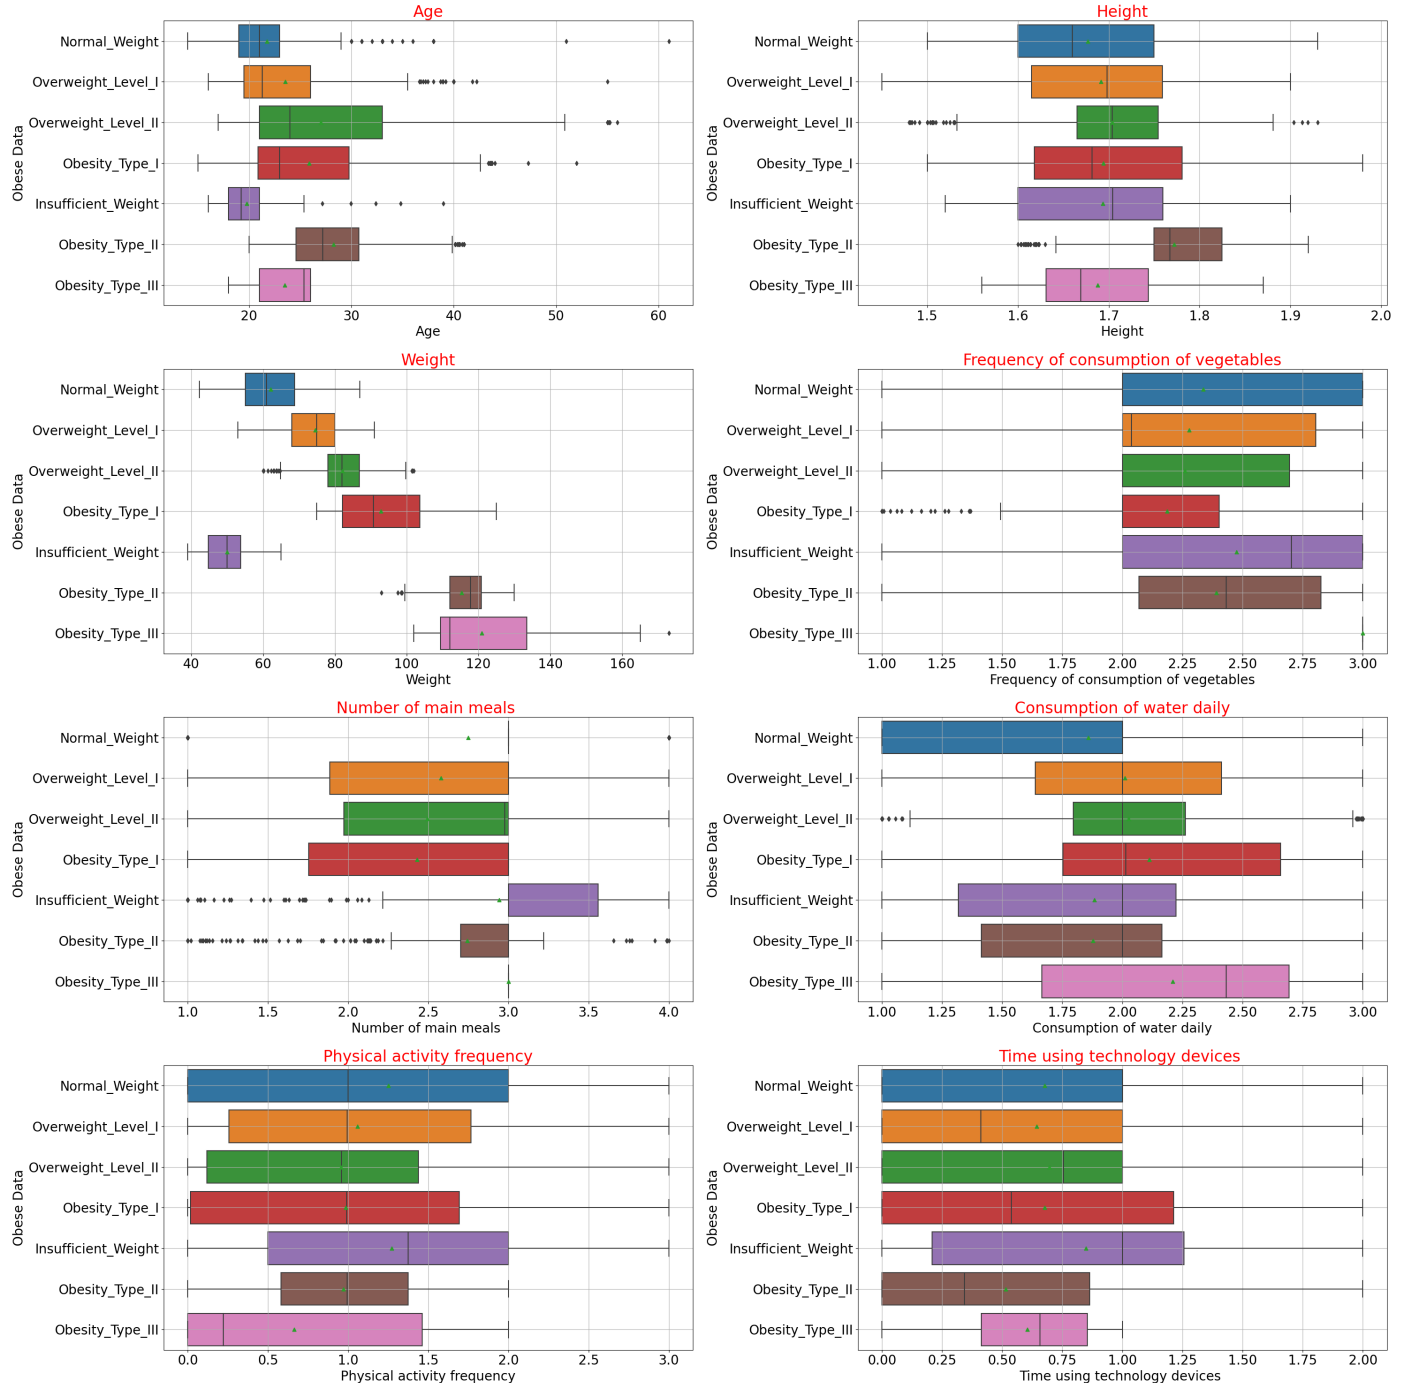 Age
Obese Data
Normal_Weight
Overweight_Level_I
Overweight_Level_II
Obesity_Type_I
Insufficient_Weight
Obesity_Type_II
Obesity_Type_III
20 30 40 50 60
Age
Height
Obese Data
Normal_Weight
Overweight_Level_I
Overweight_Level_II
Obesity_Type_I
Insufficient_Weight
Obesity_Type_II
Obesity_Type_III
1.5 1.6 1.7 1.8 1.9 2.0
Height
Weight
Obese Data
Normal_Weight
Overweight_Level_I
Overweight_Level_II
Obesity_Type_I
Insufficient_Weight
Obesity_Type_II
Obesity_Type_III
40 60 80 100 120 140 160
Weight
Frequency of consumption of vegetables
Obese Data
Normal_Weight
Overweight_Level_I
Overweight_Level_II
Obesity_Type_I
Insufficient_Weight
Obesity_Type_II
Obesity_Type_III
1.00 1.25 1.50 1.75 2.00 2.25 2.50 2.75 3.00
Frequency of consumption of vegetables
Number of main meals
Obese Data
Normal_Weight
Overweight_Level_I
Overweight_Level_II
Obesity_Type_I
Insufficient_Weight
Obesity_Type_II
Obesity_Type_III
1.0 1.5 2.0 2.5 3.0 3.5 4.0
Number of main meals
Consumption of water daily
Obese Data
Normal_Weight
Overweight_Level_I
Overweight_Level_II
Obesity_Type_I
Insufficient_Weight
Obesity_Type_II
Obesity_Type_III
1.00 1.25 1.50 1.75 2.00 2.25 2.50 2.75 3.00
Consumption of water daily
Physical activity frequency
Obese Data
Normal_Weight
Overweight_Level_I
Overweight_Level_II
Obesity_Type_I
Insufficient_Weight
Obesity_Type_II
Obesity_Type_III
0.0 0.5 1.0 1.5 2.0 2.5 3.0
Physical activity frequency
Time using technology devices
Obese Data
Normal_Weight
Overweight_Level_I
Overweight_Level_II
Obesity_Type_I
Insufficient_Weight
Obesity_Type_II
Obesity_Type_III
0.00 0.25 0.50 0.75 1.00 1.25 1.50 1.75 2.00
Time using technology devices